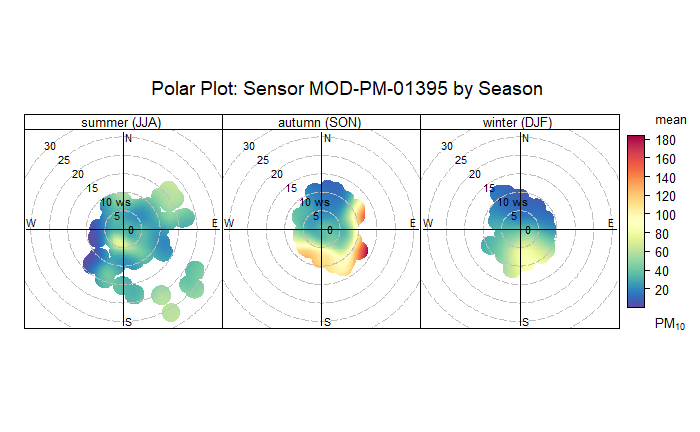 Polar Plot: Sensor MOD-PM-01395 by Season
summer (JJA)
autumn (SON)
winter (DJF)
mean
N
30
25
20
15
10 ws
5
0
W
E
S
N
30
25
20
15
10 ws
5
0
W
E
S
N
30
25
20
15
10 ws
5
0
W
E
S
180
160
140
120
100
80
60
40
20
PM₁₀